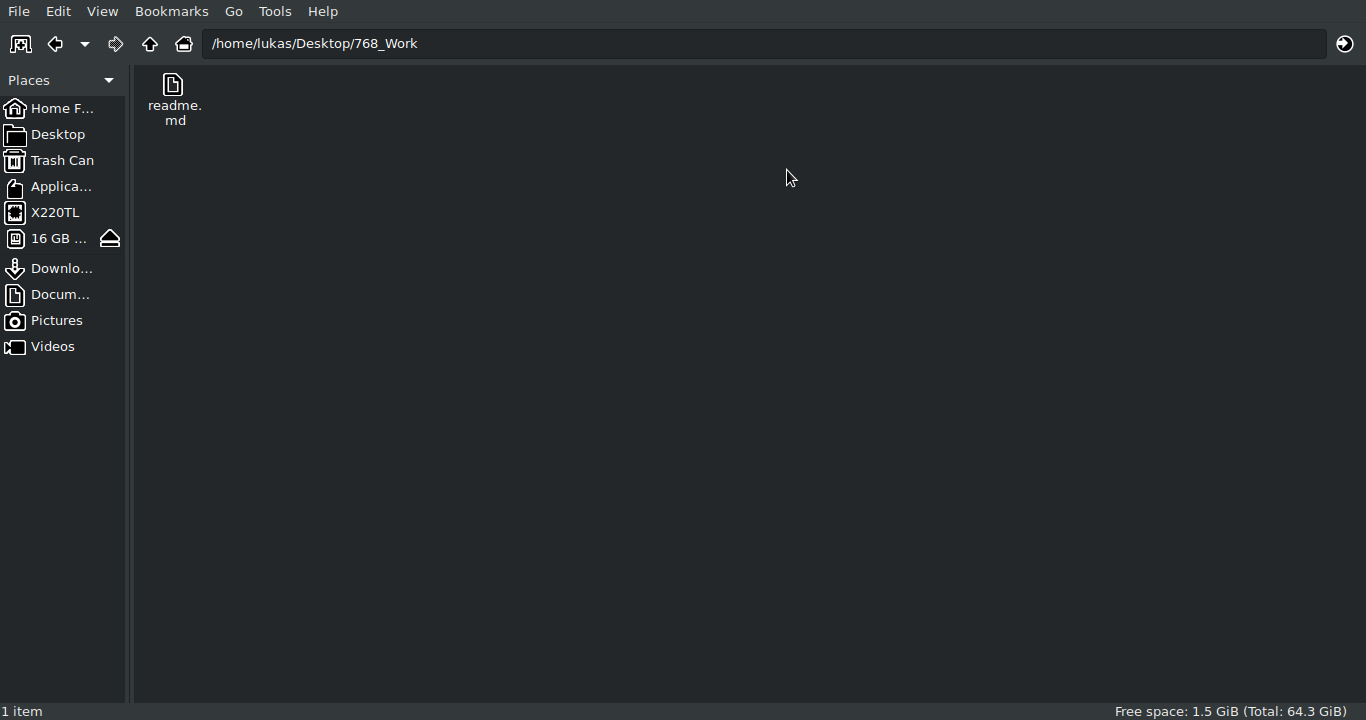 File Edit View Bookmarks Go Tools Help
/home/lukas/Desktop/768_Work
Places
Home F...
Desktop
Trash Can
Applica...
X220TL
16 GB ...
Downlo...
Docum...
Pictures
Videos
readme.
md
1 item
Free space: 1.5 GiB (Total: 64.3 GiB)